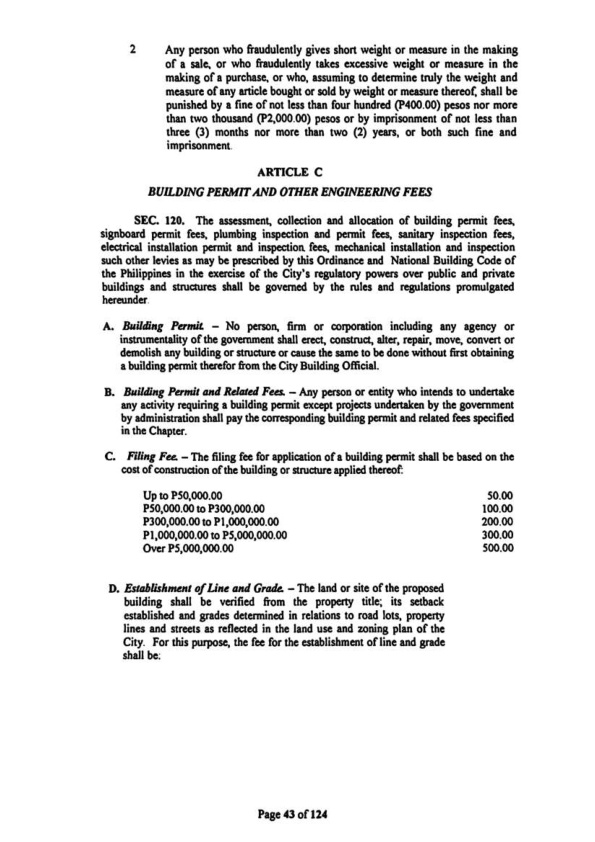 2 Any person who fraudulently gives short weight or measure in the making
of a sale, or who fraudulently takes excessive weight or measure in the
making of a purchase, or who, assuming to determine truly the weight and
measure of any article bought or sold by weight or measure thereof, shall be
punished by a fine of not less than four hundred (P400.00) pesos nor more
than two thousand (P2,000.00) pesos or by imprisonment of not less than
three (3) months nor more than two (2) years, or both such fine and
imprisonment.
ARTICLE C
BUILDING PERMIT AND OTHER ENGINEERING FEES
SEC. 120. The assessment, collection and allocation of building permit fees,
signboard permit fees, plumbing inspection and permit fees, sanitary inspection fees,
electrical installation permit and inspection fees, mechanical installation and inspection
such other levies as may be prescribed by this Ordinance and National Building Code of
the Philippines in the exercise of the City's regulatory powers over public and private
buildings and structures shall be governed by the rules and regulations promulgated
hereunder.
A. Building Permit. – No person, firm or corporation including any agency or
instrumentality of the government shall erect, construct, alter, repair, move, convert or
demolish any building or structure or cause the same to be done without first obtaining
a building permit therefor from the City Building Official.
B. Building Permit and Related Fees. – Any person or entity who intends to undertake
any activity requiring a building permit except projects undertaken by the government
by administration shall pay the corresponding building permit and related fees specified
in the Chapter.
C. Filing Fee. – The filing fee for application of a building permit shall be based on the
cost of construction of the building or structure applied thereof:
Up to P50,000.00 50.00
P50,000.00 to P300,000.00 100.00
P300,000.00 to P1,000,000.00 200.00
P1,000,000.00 to P5,000,000.00 300.00
Over P5,000,000.00 500.00
D. Establishment of Line and Grade. – The land or site of the proposed
building shall be verified from the property title; its setback
established and grades determined in relations to road lots, property
lines and streets as reflected in the land use and zoning plan of the
City. For this purpose, the fee for the establishment of line and grade
shall be:
Page 43 of 124